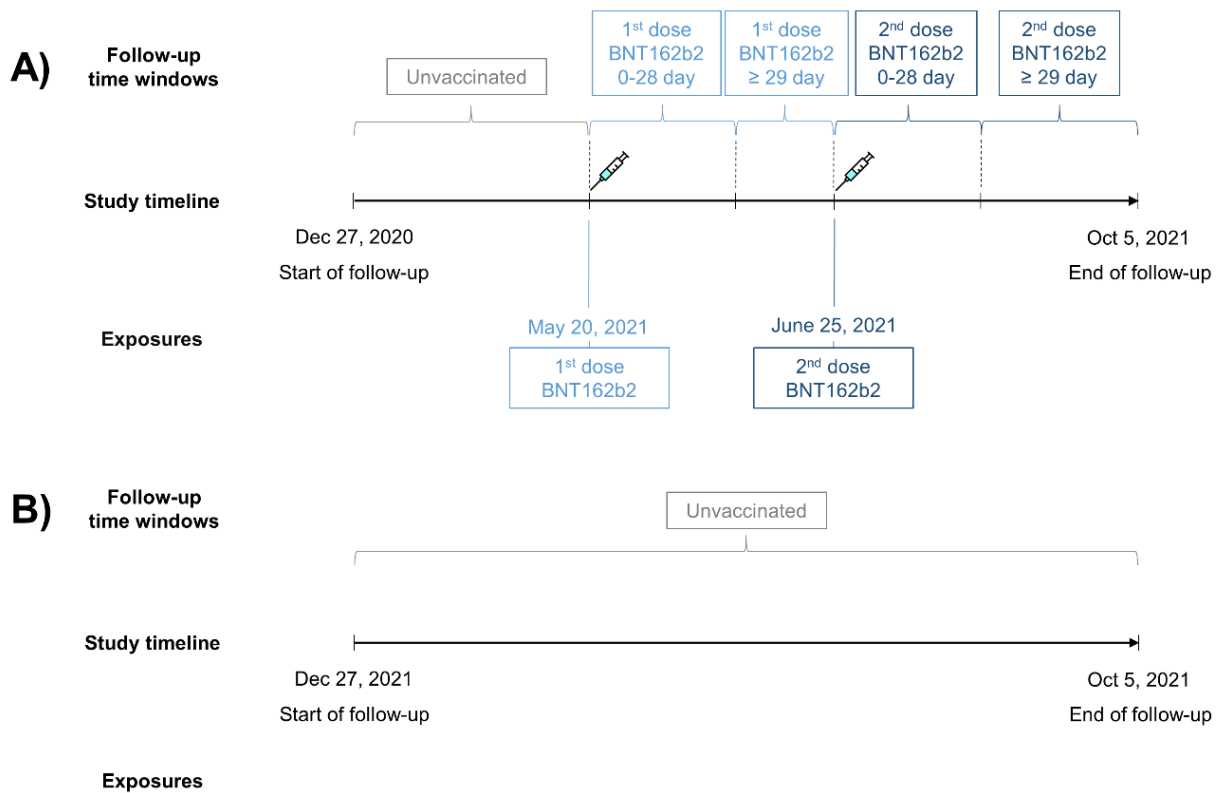 A)
Follow-up
time windows
Unvaccinated
1st dose
BNT162b2
0-28 day
1st dose
BNT162b2
≥ 29 day
2nd dose
BNT162b2
0-28 day
2nd dose
BNT162b2
≥ 29 day
Study timeline
Dec 27, 2020
Start of follow-up
Oct 5, 2021
End of follow-up
Exposures
May 20, 2021
1st dose
BNT162b2
June 25, 2021
2nd dose
BNT162b2
B)
Follow-up
time windows
Unvaccinated
Study timeline
Dec 27, 2021
Start of follow-up
Oct 5, 2021
End of follow-up
Exposures